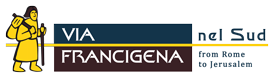 VIA
FRANCIGENA
nel Sud
from Rome
to Jerusalem